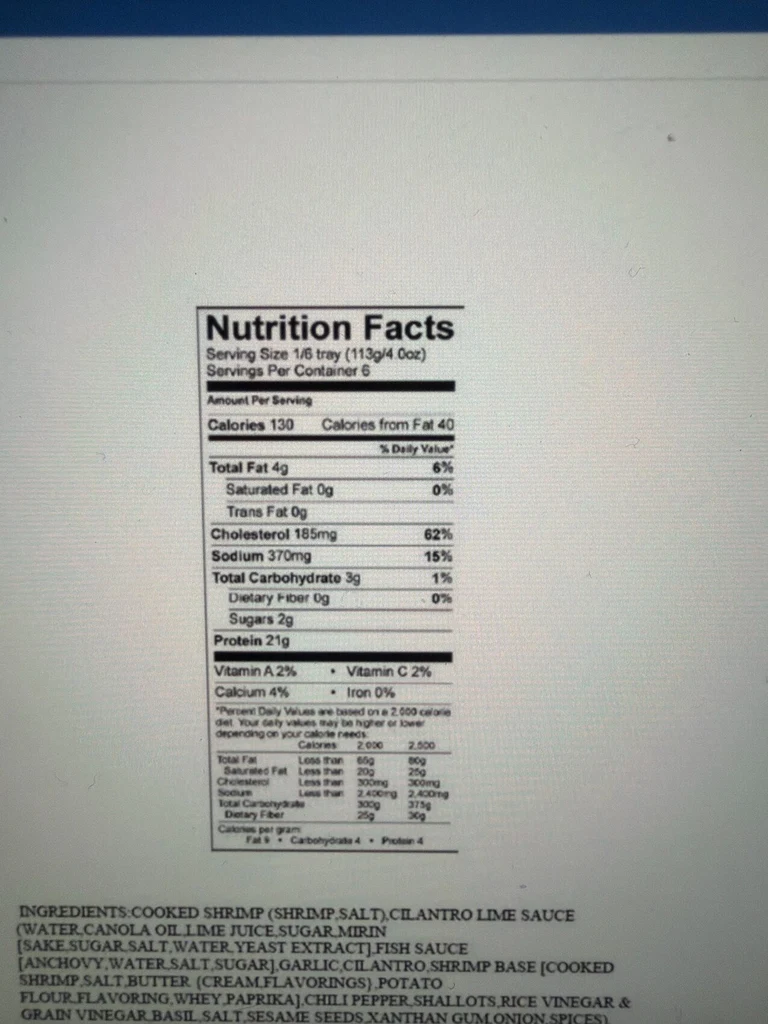 Nutrition Facts
Serving Size 1/6 tray (113g/4.0oz)
Servings Per Container 6
Amount Per Serving
Calories 130 Calories from Fat 40
% Daily Value*
Total Fat 4g 6%
Saturated Fat 0g 0%
Trans Fat 0g
Cholesterol 185mg 62%
Sodium 370mg 15%
Total Carbohydrate 3g 1%
Dietary Fiber 0g 0%
Sugars 2g
Protein 21g
Vitamin A 2% • Vitamin C 2%
Calcium 4% • Iron 0%
*Percent Daily Values are based on a 2,000 calorie
diet. Your daily values may be higher or lower
depending on your calorie needs:
Calories 2,000 2,500
Total Fat Less than 65g 80g
Saturated Fat Less than 20g 25g
Cholesterol Less than 300mg 300mg
Sodium Less than 2,400mg 2,400mg
Total Carbohydrate 300g 375g
Dietary Fiber 25g 30g
Calories per gram:
Fat 9 • Carbohydrate 4 • Protein 4
INGREDIENTS:COOKED SHRIMP (SHRIMP,SALT),CILANTRO LIME SAUCE
(WATER,CANOLA OIL,LIME JUICE,SUGAR,MIRIN
[SAKE,SUGAR,SALT,WATER,YEAST EXTRACT],FISH SAUCE
[ANCHOVY,WATER,SALT,SUGAR],GARLIC,CILANTRO,SHRIMP BASE [COOKED
SHRIMP,SALT,BUTTER (CREAM,FLAVORINGS),POTATO
FLOUR,FLAVORING,WHEY,PAPRIKA],CHILI PEPPER,SHALLOTS,RICE VINEGAR &
GRAIN VINEGAR,BASIL,SALT,SESAME SEEDS,XANTHAN GUM,ONION,SPICES)